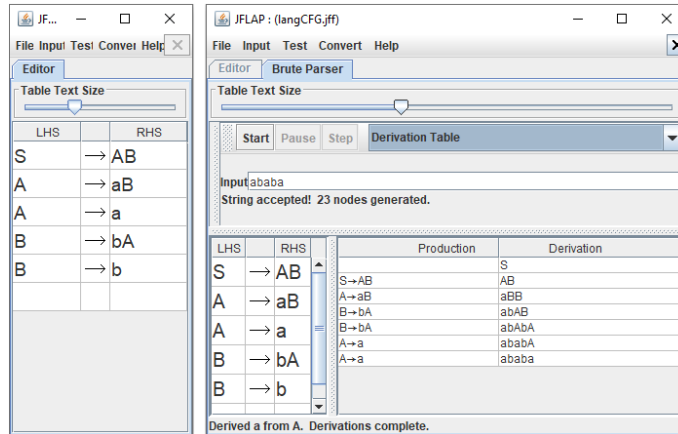 JF...
File Input Test Conver Help
Editor
Table Text Size
LHS RHS
S → AB
A → aB
A → a
B → bA
B → b
JFLAP : (langCFG.jff)
File Input Test Convert Help
Editor Brute Parser
Table Text Size
Start Pause Step Derivation Table
Input ababa
String accepted! 23 nodes generated.
LHS RHS
S → AB
A → aB
A → a
B → bA
B → b
Production Derivation
S
S→AB AB
A→aB aBB
B→bA abAB
B→bA abAbA
A→a ababA
A→a ababa
Derived a from A. Derivations complete.